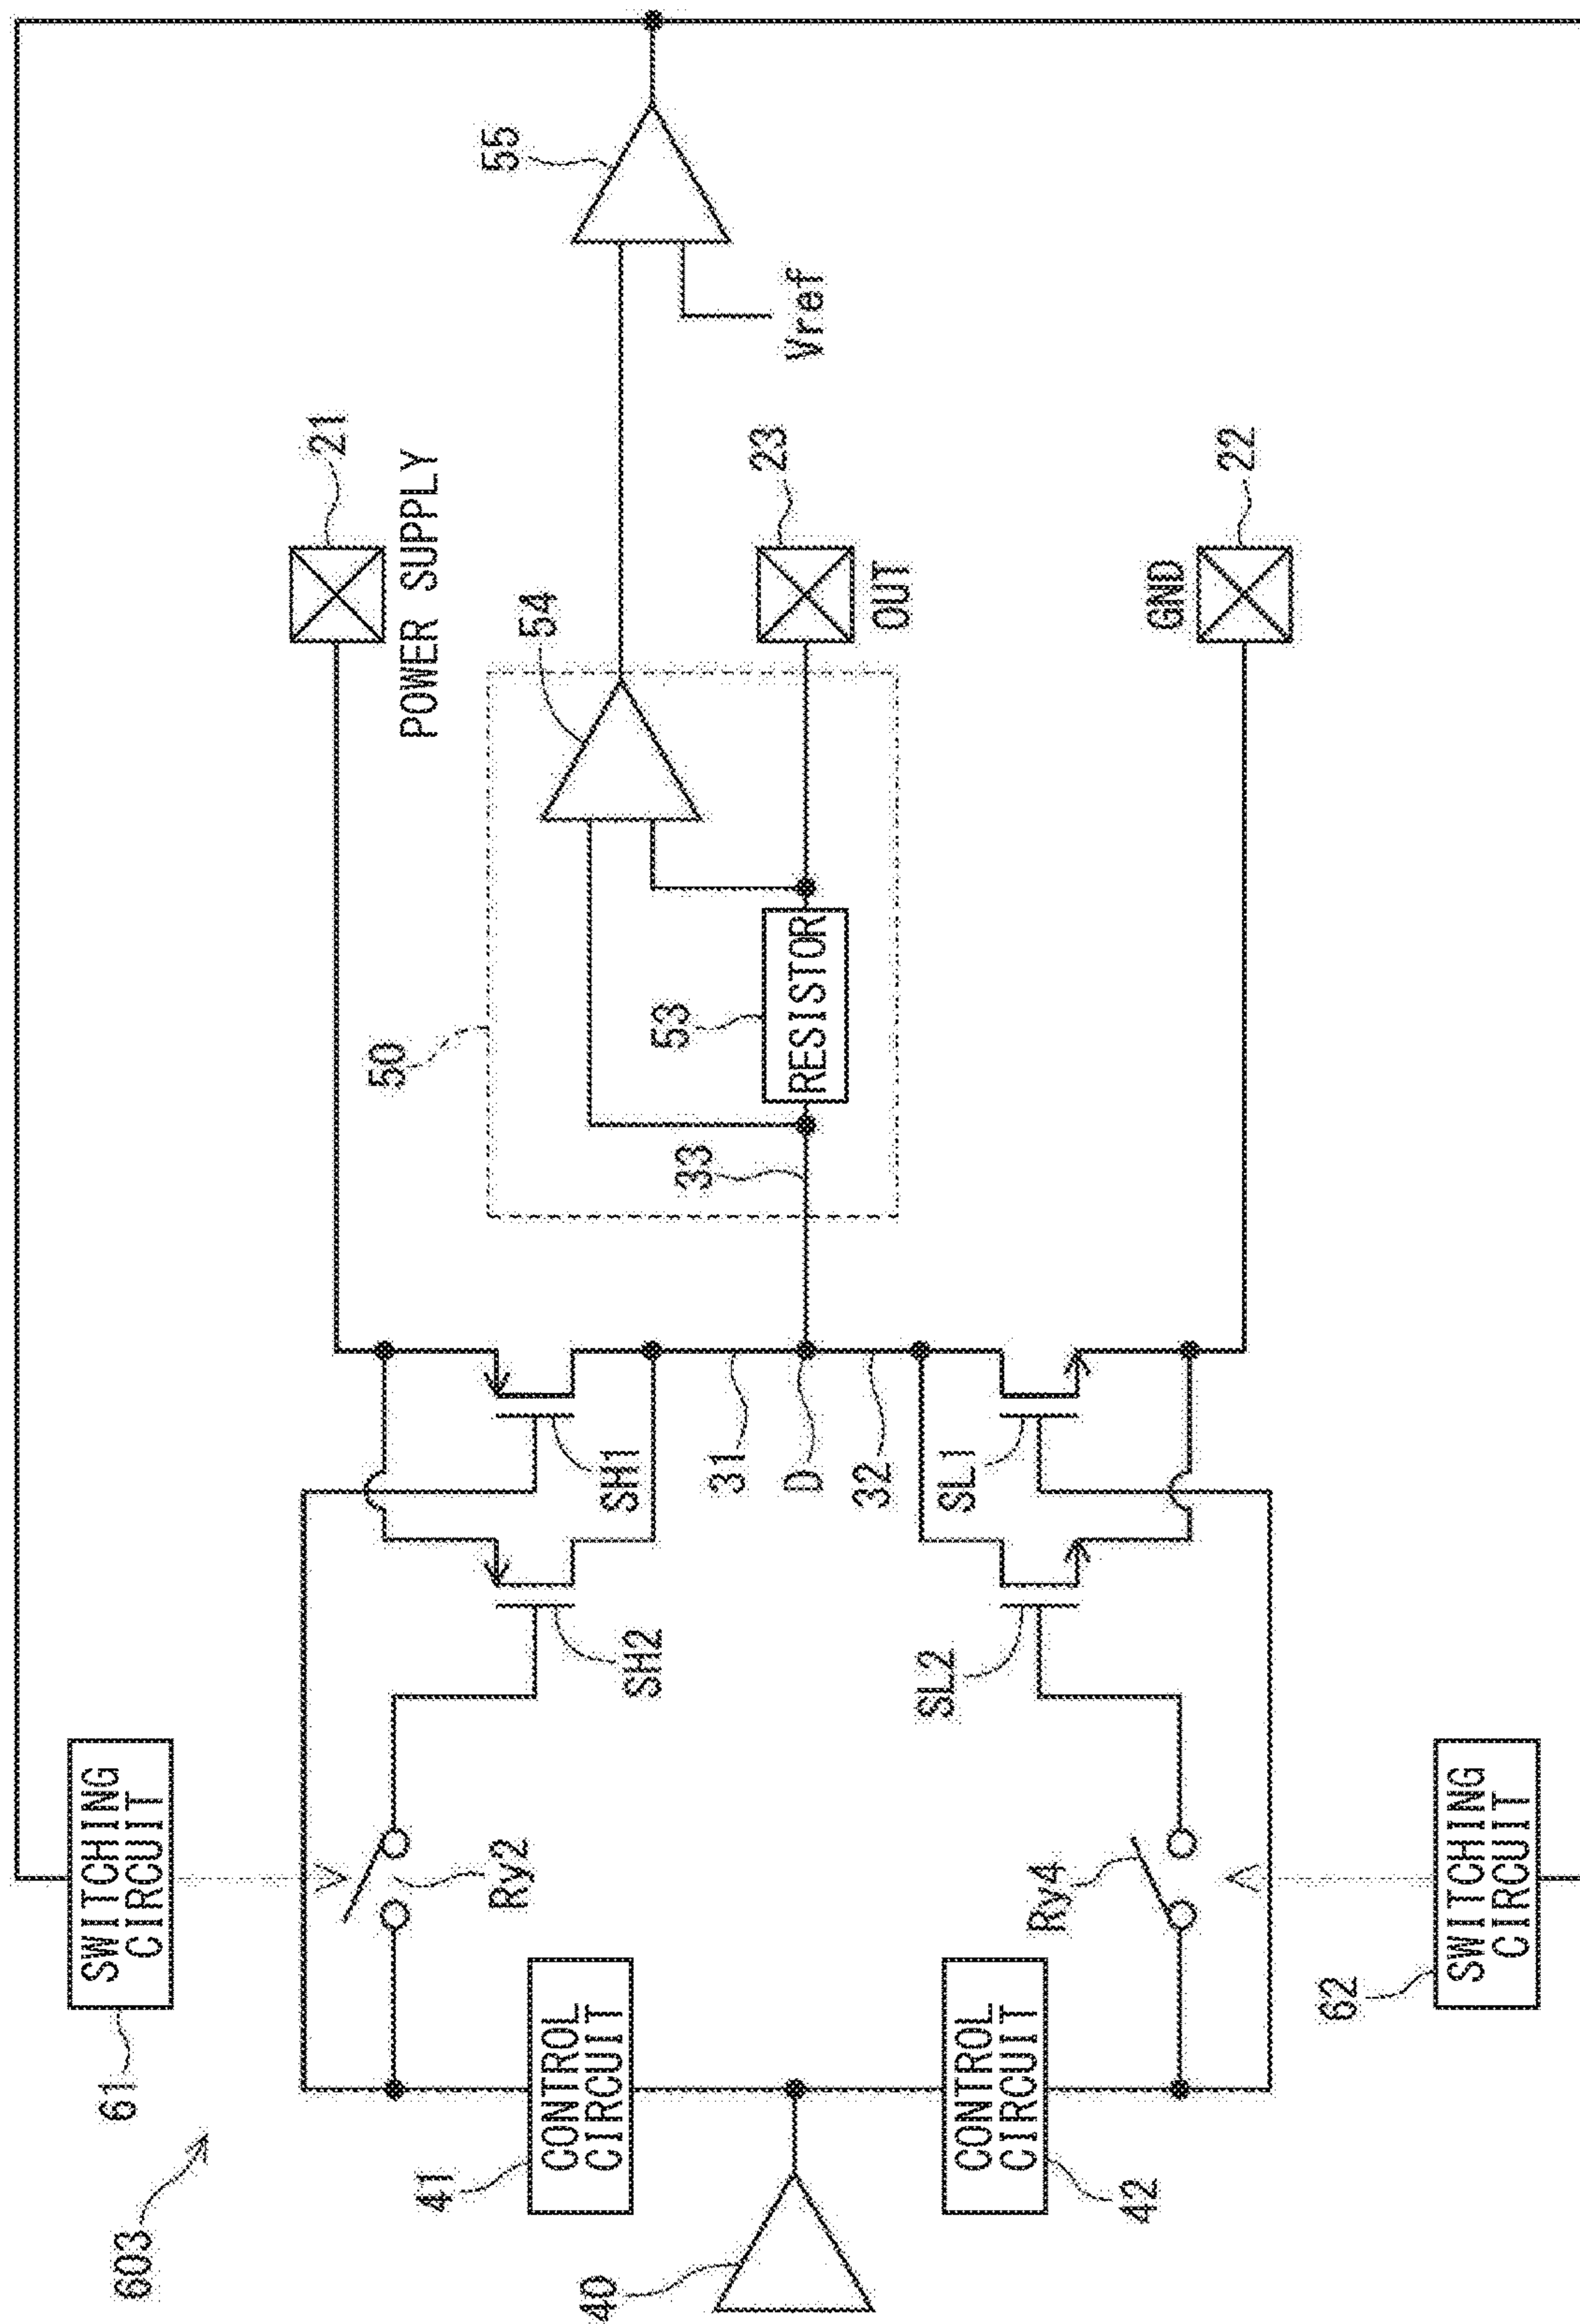 603
61
SWITCHING
CIRCUIT
21
POWER SUPPLY
55
Vref
50
54
53
RESISTOR
33
23
OUT
GND
22
SH1
SH2
31
D
32
SL1
SL2
Ry2
Ry4
41
CONTROL
CIRCUIT
40
CONTROL
CIRCUIT
42
62
SWITCHING
CIRCUIT